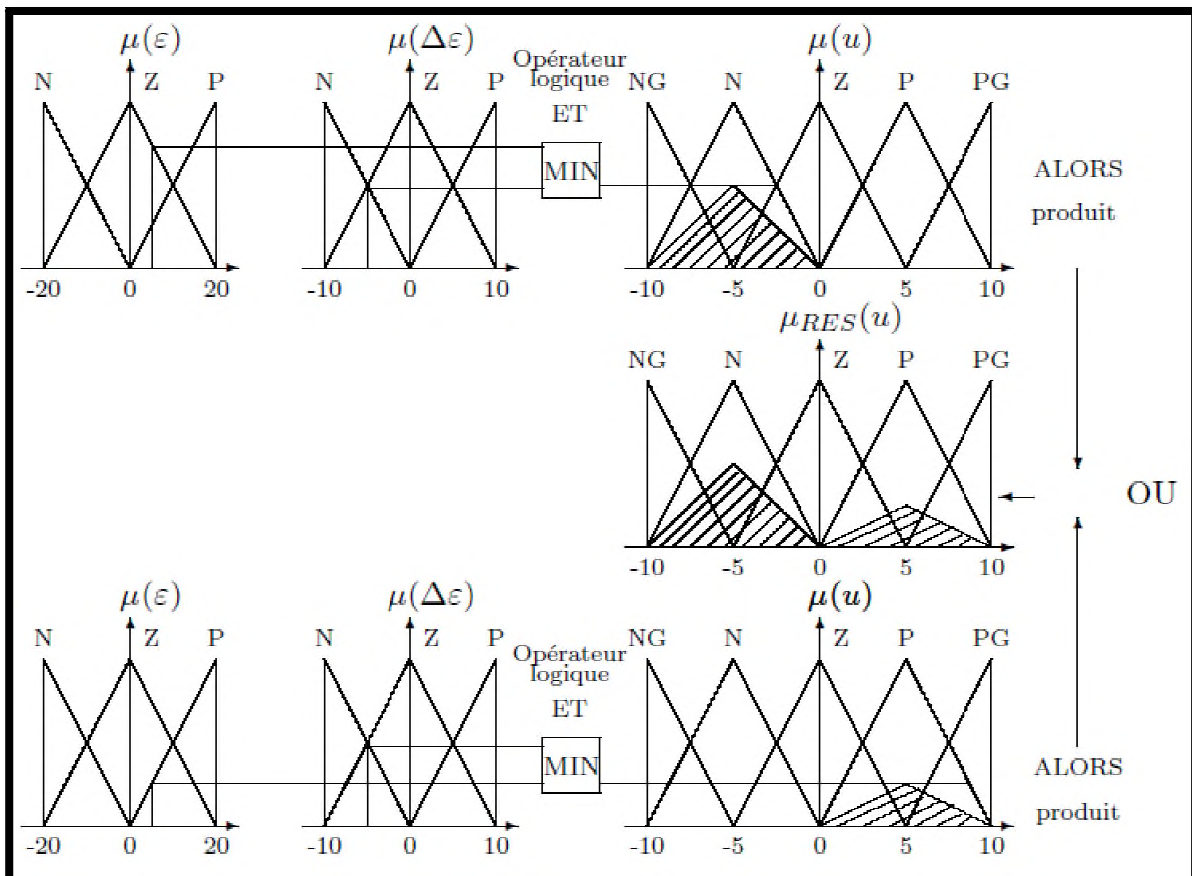 μ(ε) μ(Δε) μ(u)
Opérateur
logique
N Z P N Z P NG N Z P PG
ET
MIN
ALORS
produit
-20 0 20 -10 0 10 -10 -5 0 5 10
μRES(u)
NG N Z P PG
OU
-10 -5 0 5 10
μ(ε) μ(Δε) μ(u)
N Z P N Z P NG N Z P PG
Opérateur
logique
ET
MIN
ALORS
produit
-20 0 20 -10 0 10 -10 -5 0 5 10